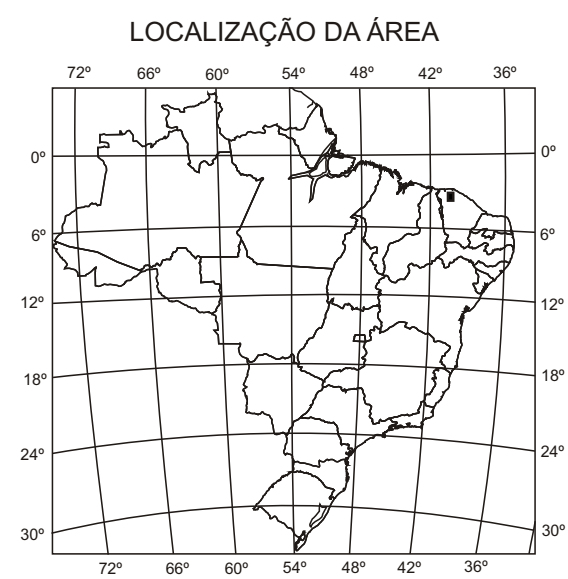 LOCALIZAÇÃO DA ÁREA
72º 66º 60º 54º 48º 42º 36º
0º 0º
6º 6º
12º 12º
18º 18º
24º 24º
30º 30º
72º 66º 60º 54º 48º 42º 36º